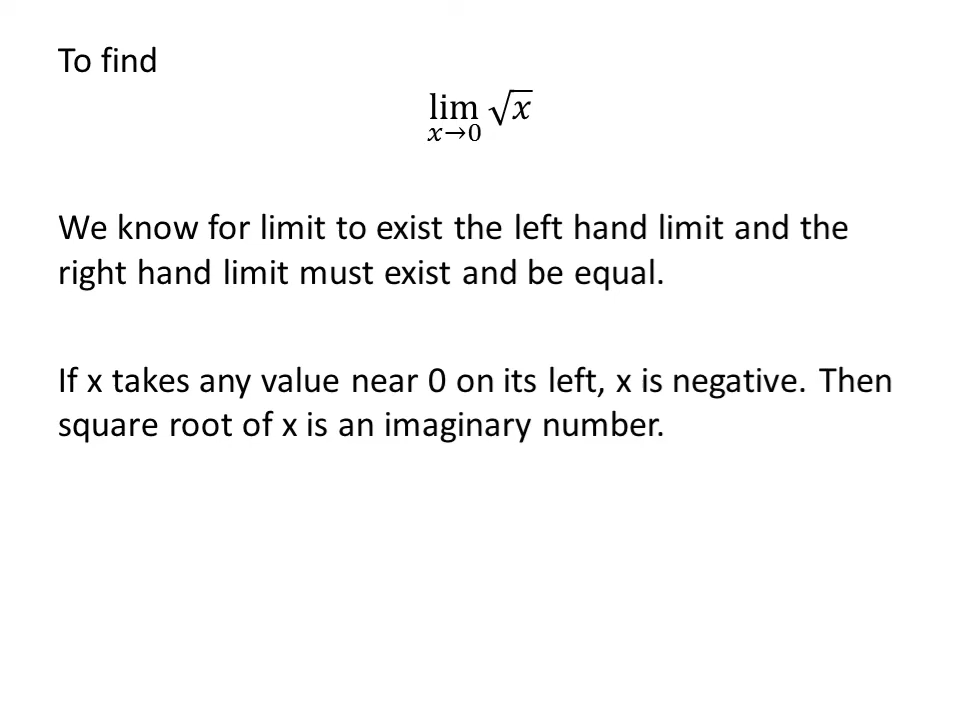 To find
lim x→0 √x
We know for limit to exist the left hand limit and the
right hand limit must exist and be equal.
If x takes any value near 0 on its left, x is negative. Then
square root of x is an imaginary number.